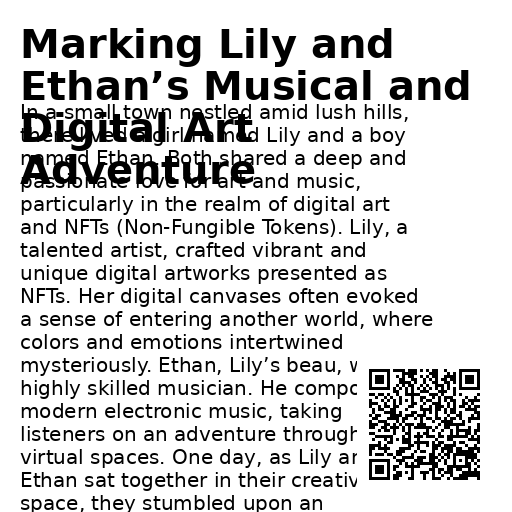 Marking Lily and
Ethan’s Musical and
Digital Art
Adventure
In a small town nestled amid lush hills,
there lived a girl named Lily and a boy
named Ethan. Both shared a deep and
passionate love for art and music,
particularly in the realm of digital art
and NFTs (Non-Fungible Tokens). Lily, a
talented artist, crafted vibrant and
unique digital artworks presented as
NFTs. Her digital canvases often evoked
a sense of entering another world, where
colors and emotions intertwined
mysteriously. Ethan, Lily’s beau,
highly skilled musician. He
modern electronic music, taking
listeners on an adventure through
virtual spaces. One day, as Lily
Ethan sat together in their
space, they stumbled upon an